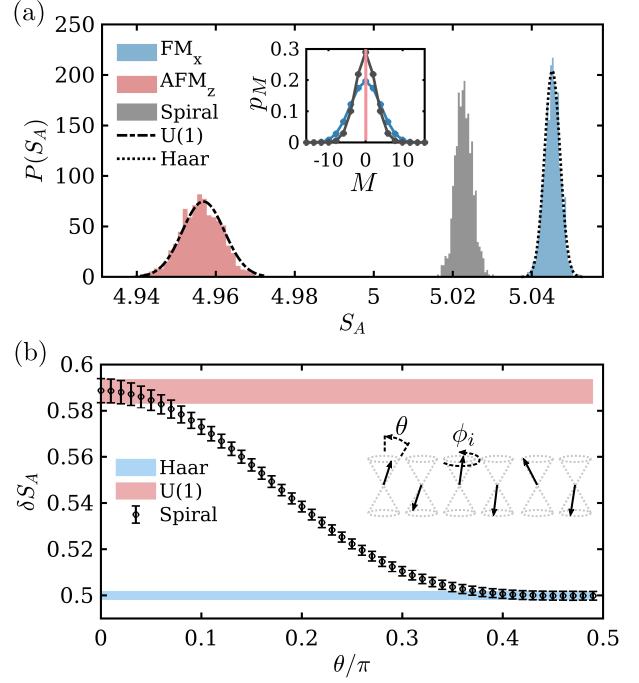 (a)
250
200
150
100
50
0
P(S_A)
FM_x
AFM_z
Spiral
U(1)
Haar
0.3
0.2
0.1
0
p_M
-10 0 10
M
4.94 4.96 4.98 5 5.02 5.04
S_A
(b)
0.6
0.58
0.56
0.54
0.52
0.5
δS_A
θ
ϕ_i
Haar
U(1)
Spiral
0 0.1 0.2 0.3 0.4 0.5
θ/π